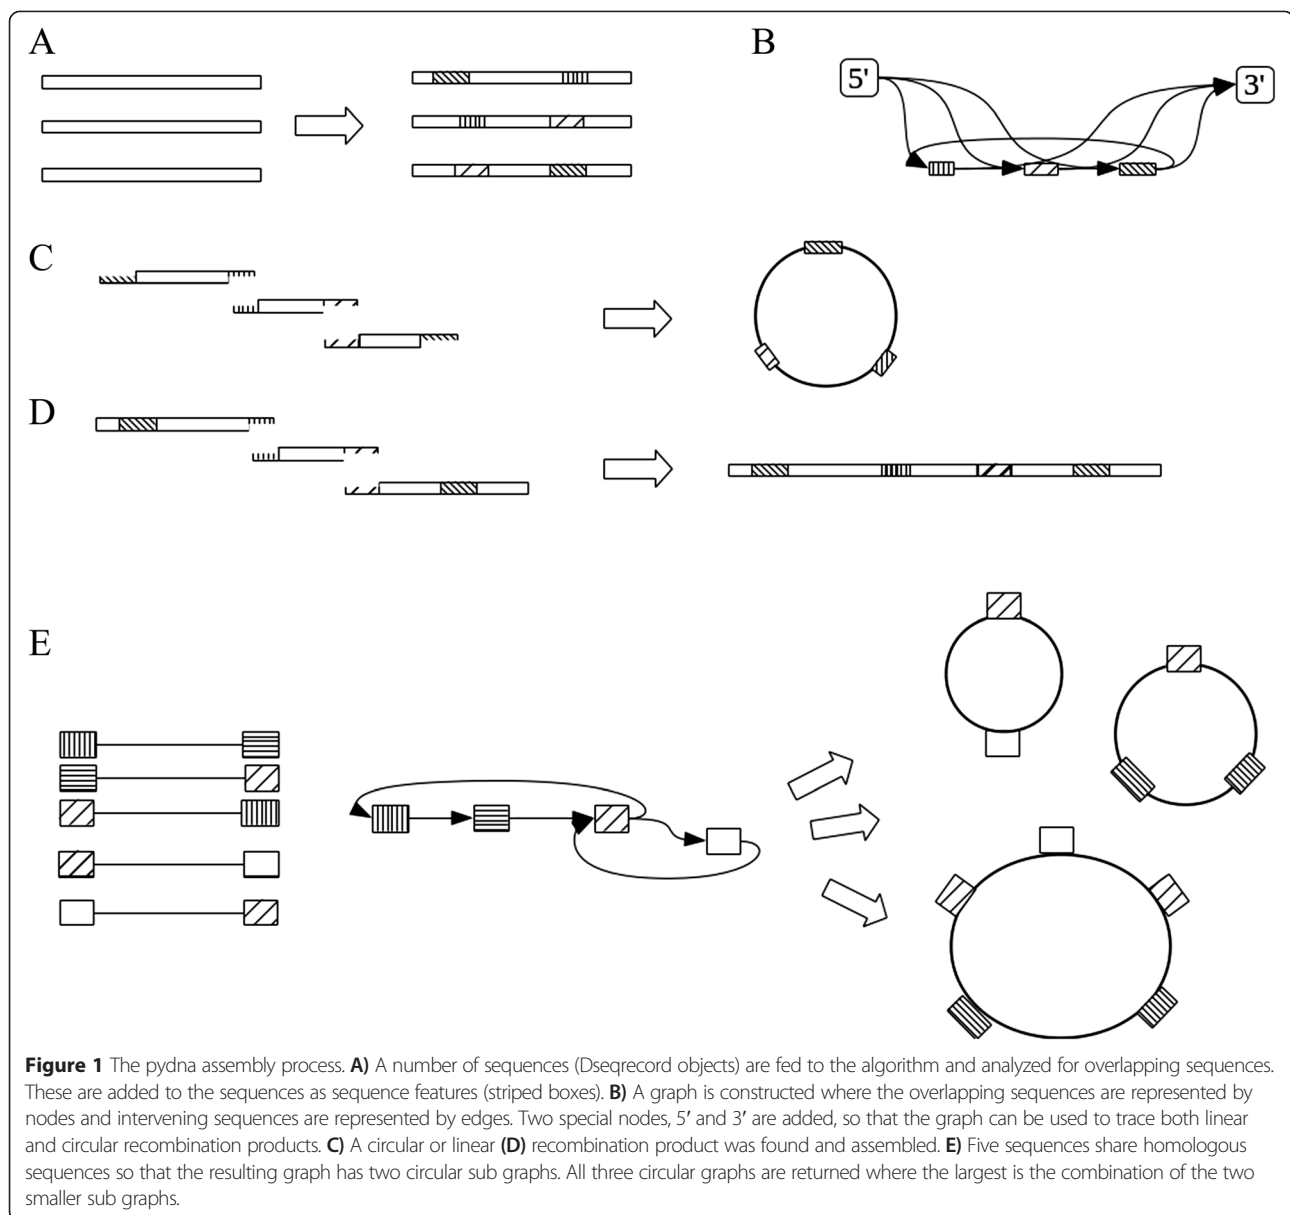 A
B
5'
3'
C
D
E
Figure 1 The pydna assembly process. A) A number of sequences (Dseqrecord objects) are fed to the algorithm and analyzed for overlapping sequences.
These are added to the sequences as sequence features (striped boxes). B) A graph is constructed where the overlapping sequences are represented by
nodes and intervening sequences are represented by edges. Two special nodes, 5′ and 3′ are added, so that the graph can be used to trace both linear
and circular recombination products. C) A circular or linear (D) recombination product was found and assembled. E) Five sequences share homologous
sequences so that the resulting graph has two circular sub graphs. All three circular graphs are returned where the largest is the combination of the two
smaller sub graphs.